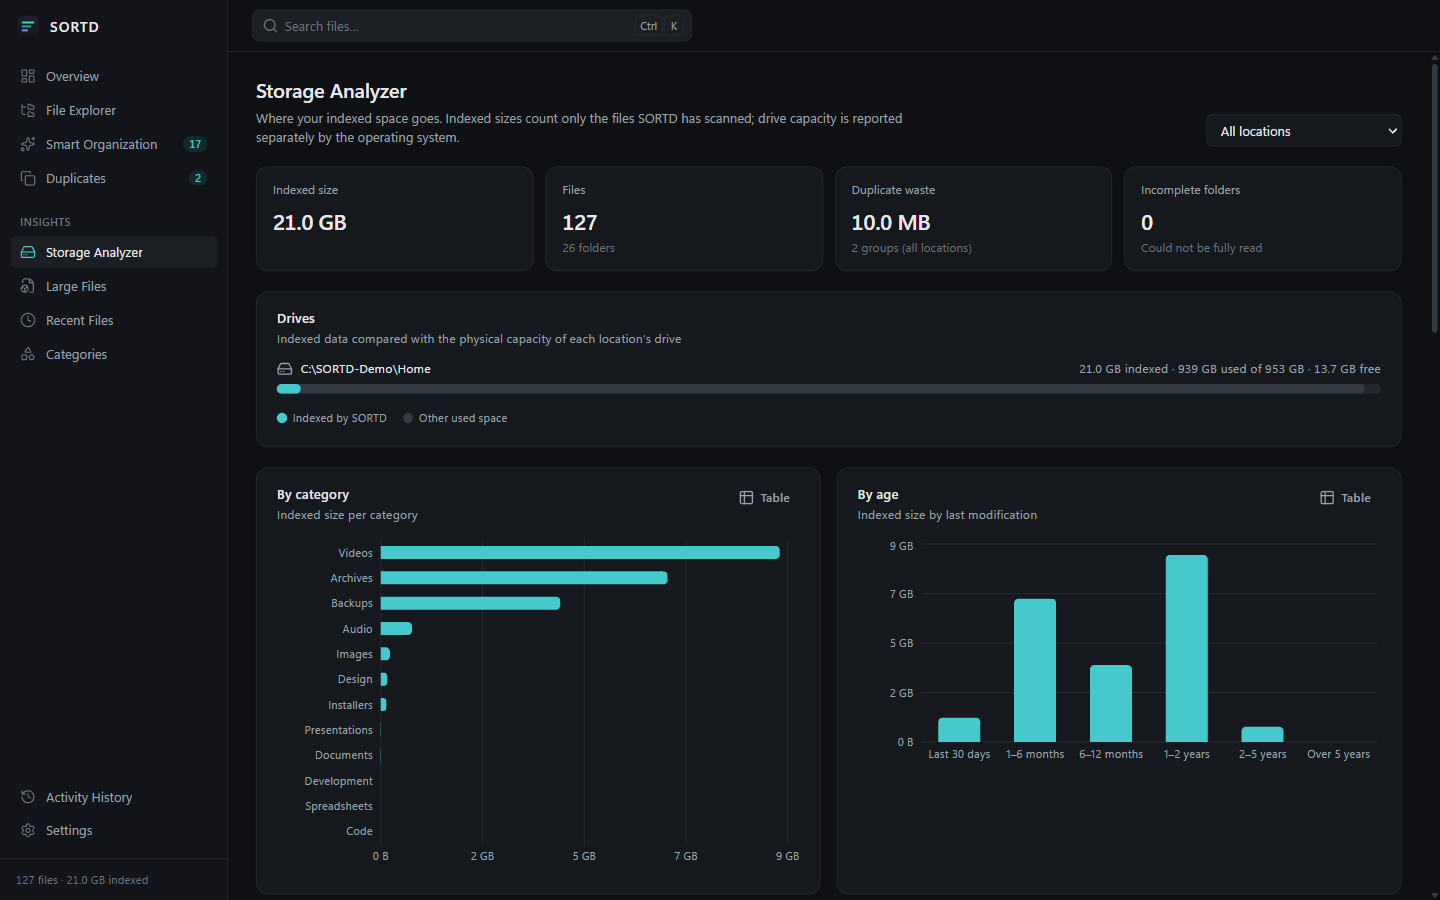 SORTD
Search files...
Ctrl K
Overview
File Explorer
Smart Organization 17
Duplicates 2
INSIGHTS
Storage Analyzer
Large Files
Recent Files
Categories
Activity History
Settings
127 files · 21.0 GB indexed
Storage Analyzer
Where your indexed space goes. Indexed sizes count only the files SORTD has scanned; drive capacity is reported
separately by the operating system.
All locations
Indexed size
21.0 GB
Files
127
26 folders
Duplicate waste
10.0 MB
2 groups (all locations)
Incomplete folders
0
Could not be fully read
Drives
Indexed data compared with the physical capacity of each location's drive
C:\SORTD-Demo\Home
21.0 GB indexed · 939 GB used of 953 GB · 13.7 GB free
Indexed by SORTD
Other used space
By category
Indexed size per category
Table
Videos
Archives
Backups
Audio
Images
Design
Installers
Presentations
Documents
Development
Spreadsheets
Code
0 B 2 GB 5 GB 7 GB 9 GB
By age
Indexed size by last modification
Table
9 GB
7 GB
5 GB
2 GB
0 B
Last 30 days 1–6 months 6–12 months 1–2 years 2–5 years Over 5 years